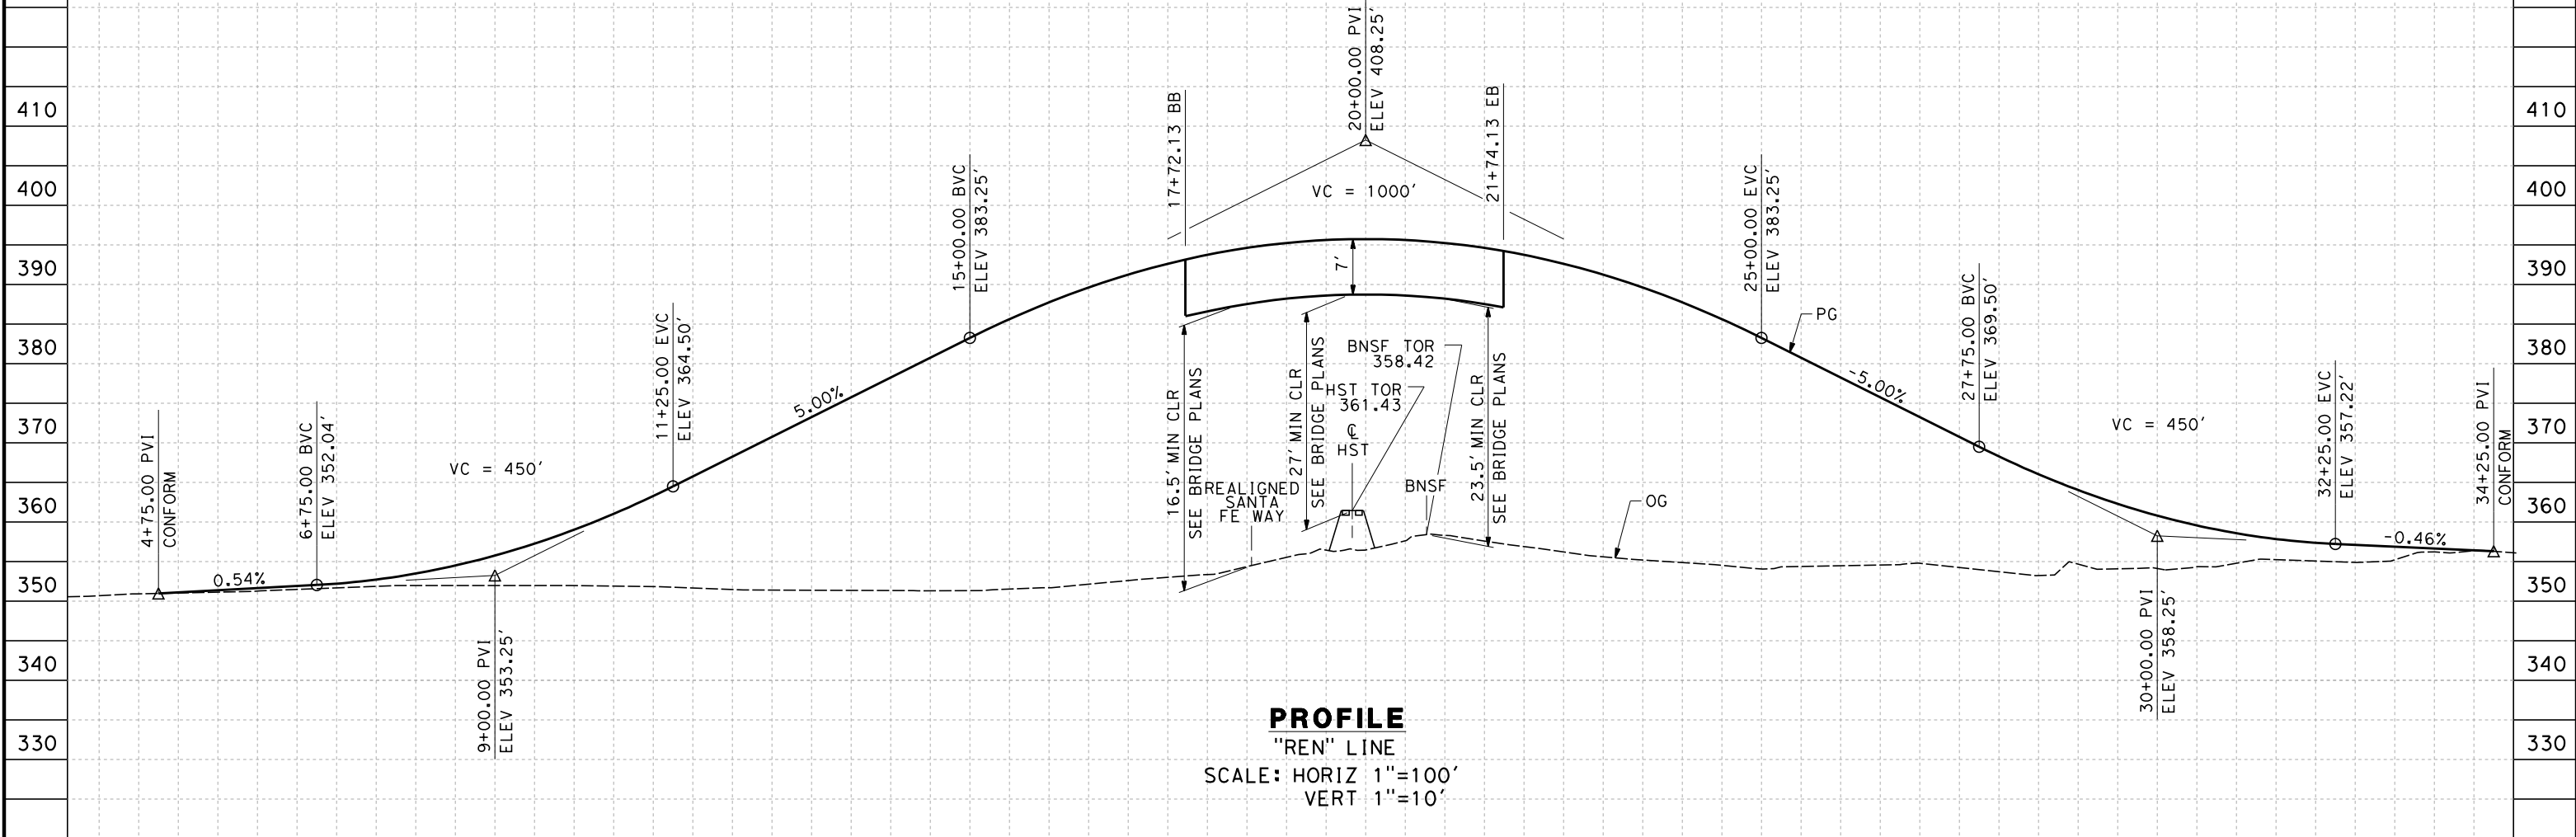 410
400
390
380
370
360
350
340
330
4+75.00 PVI
CONFORM
0.54%
6+75.00 BVC
ELEV 352.04'
VC = 450'
9+00.00 PVI
ELEV 353.25'
11+25.00 EVC
ELEV 364.50'
5.00%
15+00.00 BVC
ELEV 383.25'
17+72.13 BB
20+00.00 PVI
ELEV 408.25'
VC = 1000'
21+74.13 EB
7'
16.5' MIN CLR
SEE BRIDGE PLANS
REALIGNED
SANTA
FE WAY
27' MIN CLR
SEE BRIDGE PLANS
BNSF TOR
358.42
HST TOR
361.43
℄
HST
BNSF
23.5' MIN CLR
SEE BRIDGE PLANS
OG
25+00.00 EVC
ELEV 383.25'
PG
-5.00%
27+75.00 BVC
ELEV 369.50'
VC = 450'
30+00.00 PVI
ELEV 358.25'
32+25.00 EVC
ELEV 357.22'
-0.46%
34+25.00 PVI
CONFORM
410
400
390
380
370
360
350
340
330
PROFILE
"REN" LINE
SCALE: HORIZ 1"=100'
VERT 1"=10'